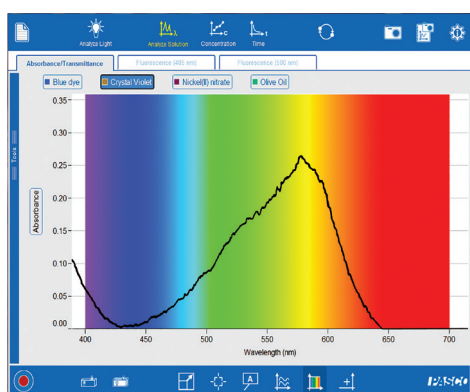 Analyze Light
Analyze Solution
Concentration
Time
Absorbance/Transmittance
Fluorescence (405 nm)
Fluorescence (500 nm)
Blue dye
Crystal Violet
Nickel(II) nitrate
Olive Oil
Tools
Absorbance
0.35
0.30
0.25
0.20
0.15
0.10
0.05
0.00
400
450
500
550
600
650
700
Wavelength (nm)
A
PASCO